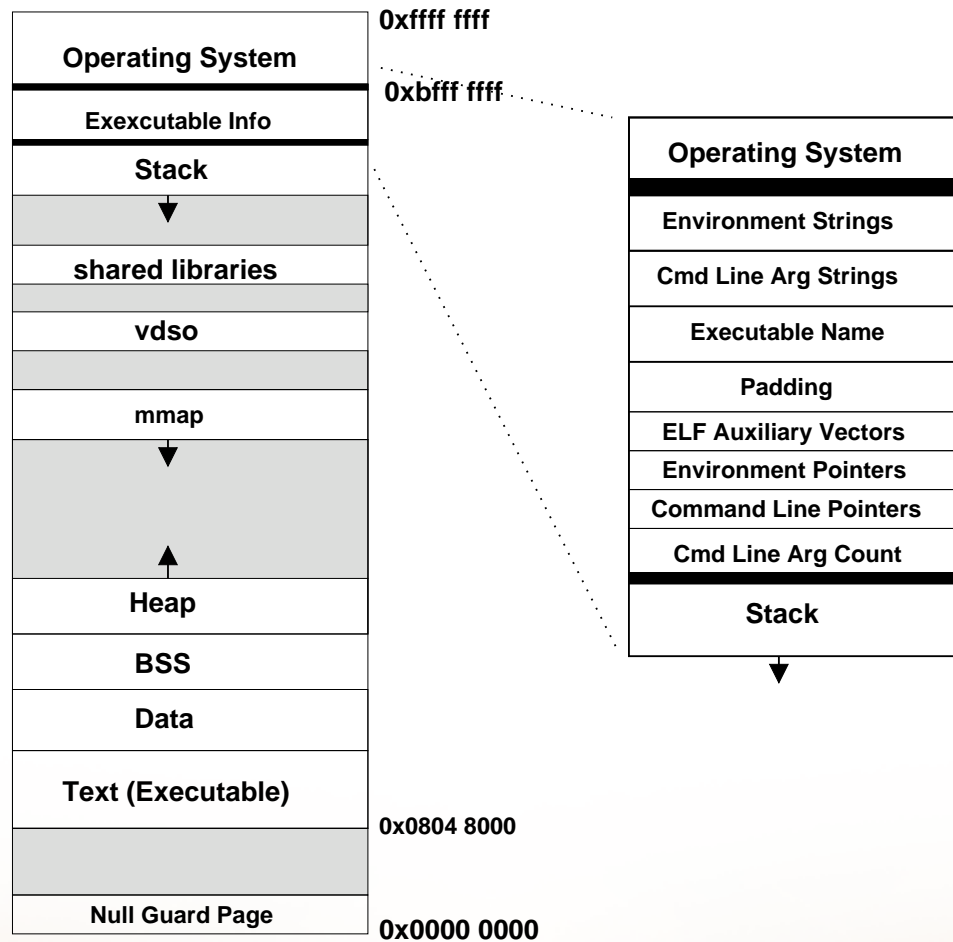 0xffff ffff
Operating System
0xbfff ffff
Exexcutable Info
Stack
shared libraries
vdso
mmap
Heap
BSS
Data
Text (Executable)
0x0804 8000
Null Guard Page
0x0000 0000
Operating System
Environment Strings
Cmd Line Arg Strings
Executable Name
Padding
ELF Auxiliary Vectors
Environment Pointers
Command Line Pointers
Cmd Line Arg Count
Stack